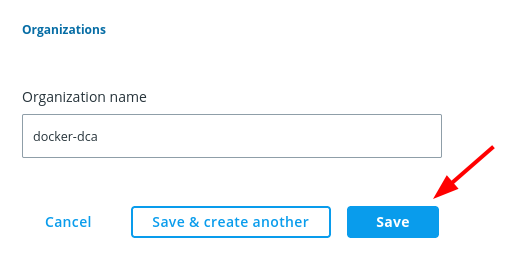 Organizations
Organization name
docker-dca
Cancel
Save & create another
Save